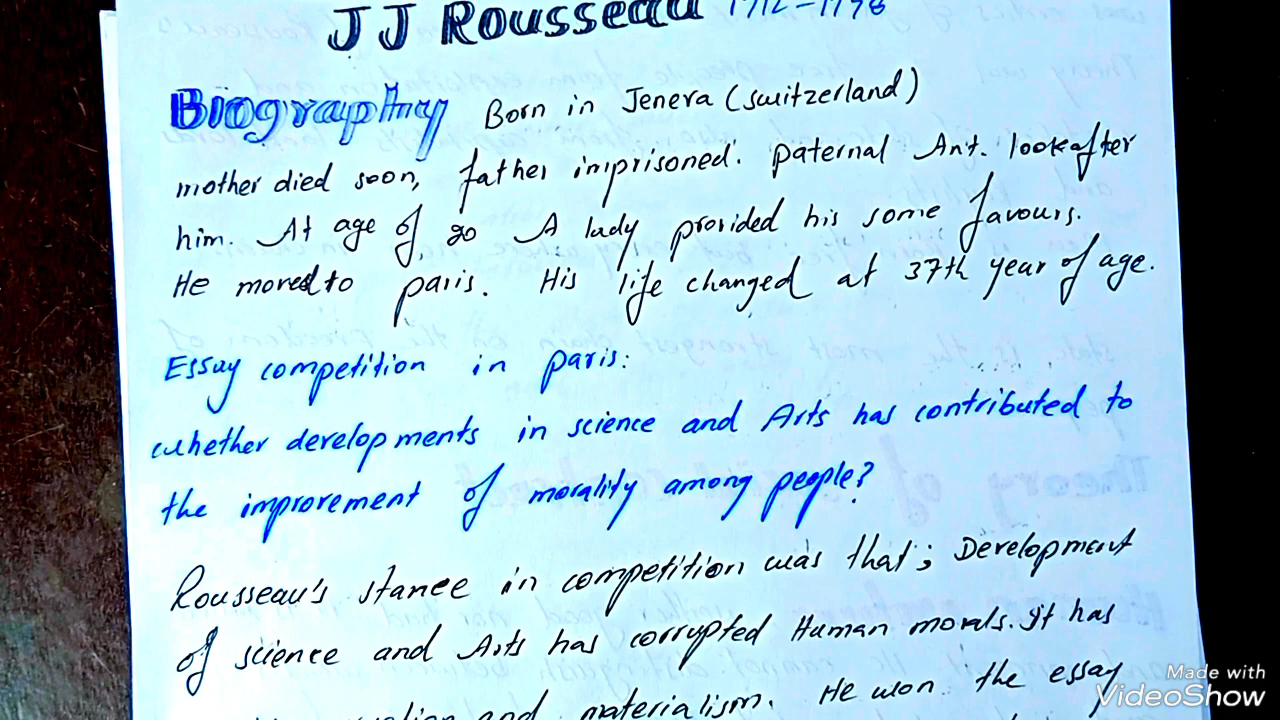 JJ Rousseau 1712-1778
Biography Born in Jeneva (switzerland)
mother died soon, father imprisoned. paternal Ant. lookafter
him. At age of 20 A lady provided his some favours.
He moved to paris. His life changed at 37th year of age.
Essay competition in paris:
whether developments in science and Arts has contributed to
the improvement of morality among people?
Rousseau's stance in competition was that; Development
of science and Arts has corrupted Human morals. It has
and materialism. He won the essay
Made with
VideoShow